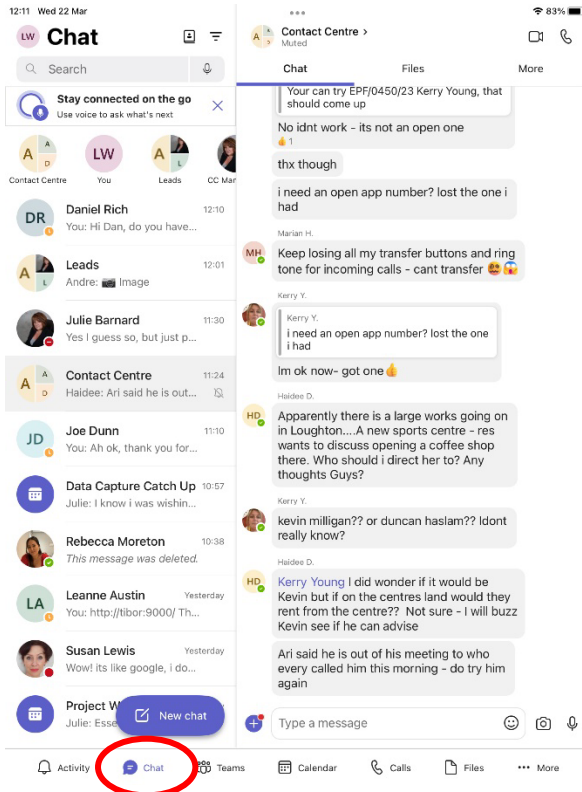 12:11 Wed 22 Mar
83%
LW Chat
Search
Stay connected on the go
Use voice to ask what's next
A A D
LW
A L
Contact Centre
You
Leads
CC Mar
DR
Daniel Rich 12:10
You: Hi Dan, do you have...
A L
Leads 12:01
Andre: Image
Julie Barnard 11:30
Yes I guess so, but just p...
A A D
Contact Centre 11:24
Haidee: Ari said he is out...
JD
Joe Dunn 11:10
You: Ah ok, thank you for...
Data Capture Catch Up 10:57
Julie: I know i was wishin...
Rebecca Moreton 10:38
This message was deleted.
LA
Leanne Austin Yesterday
You: http://tibor:9000/ Th...
Susan Lewis Yesterday
Wow! its like google, i do...
Project W
Julie: Esse
New chat
A A D
Contact Centre >
Muted
Chat Files More
Your can try EPF/0450/23 Kerry Young, that
should come up
No idnt work - its not an open one
👍 1
thx though
i need an open app number? lost the one i
had
Marian H.
MH
Keep losing all my transfer buttons and ring
tone for incoming calls - cant transfer
Kerry Y.
Kerry Y.
i need an open app number? lost the one
i had
Im ok now- got one👍
Haidee D.
HD
Apparently there is a large works going on
in Loughton....A new sports centre - res
wants to discuss opening a coffee shop
there. Who should i direct her to? Any
thoughts Guys?
Kerry Y.
kevin milligan?? or duncan haslam?? Idont
really know?
Haidee D.
HD
Kerry Young I did wonder if it would be
Kevin but if on the centres land would they
rent from the centre?? Not sure - I will buzz
Kevin see if he can advise
Ari said he is out of his meeting to who
every called him this morning - do try him
again
Type a message
Activity Chat Teams Calendar Calls Files More